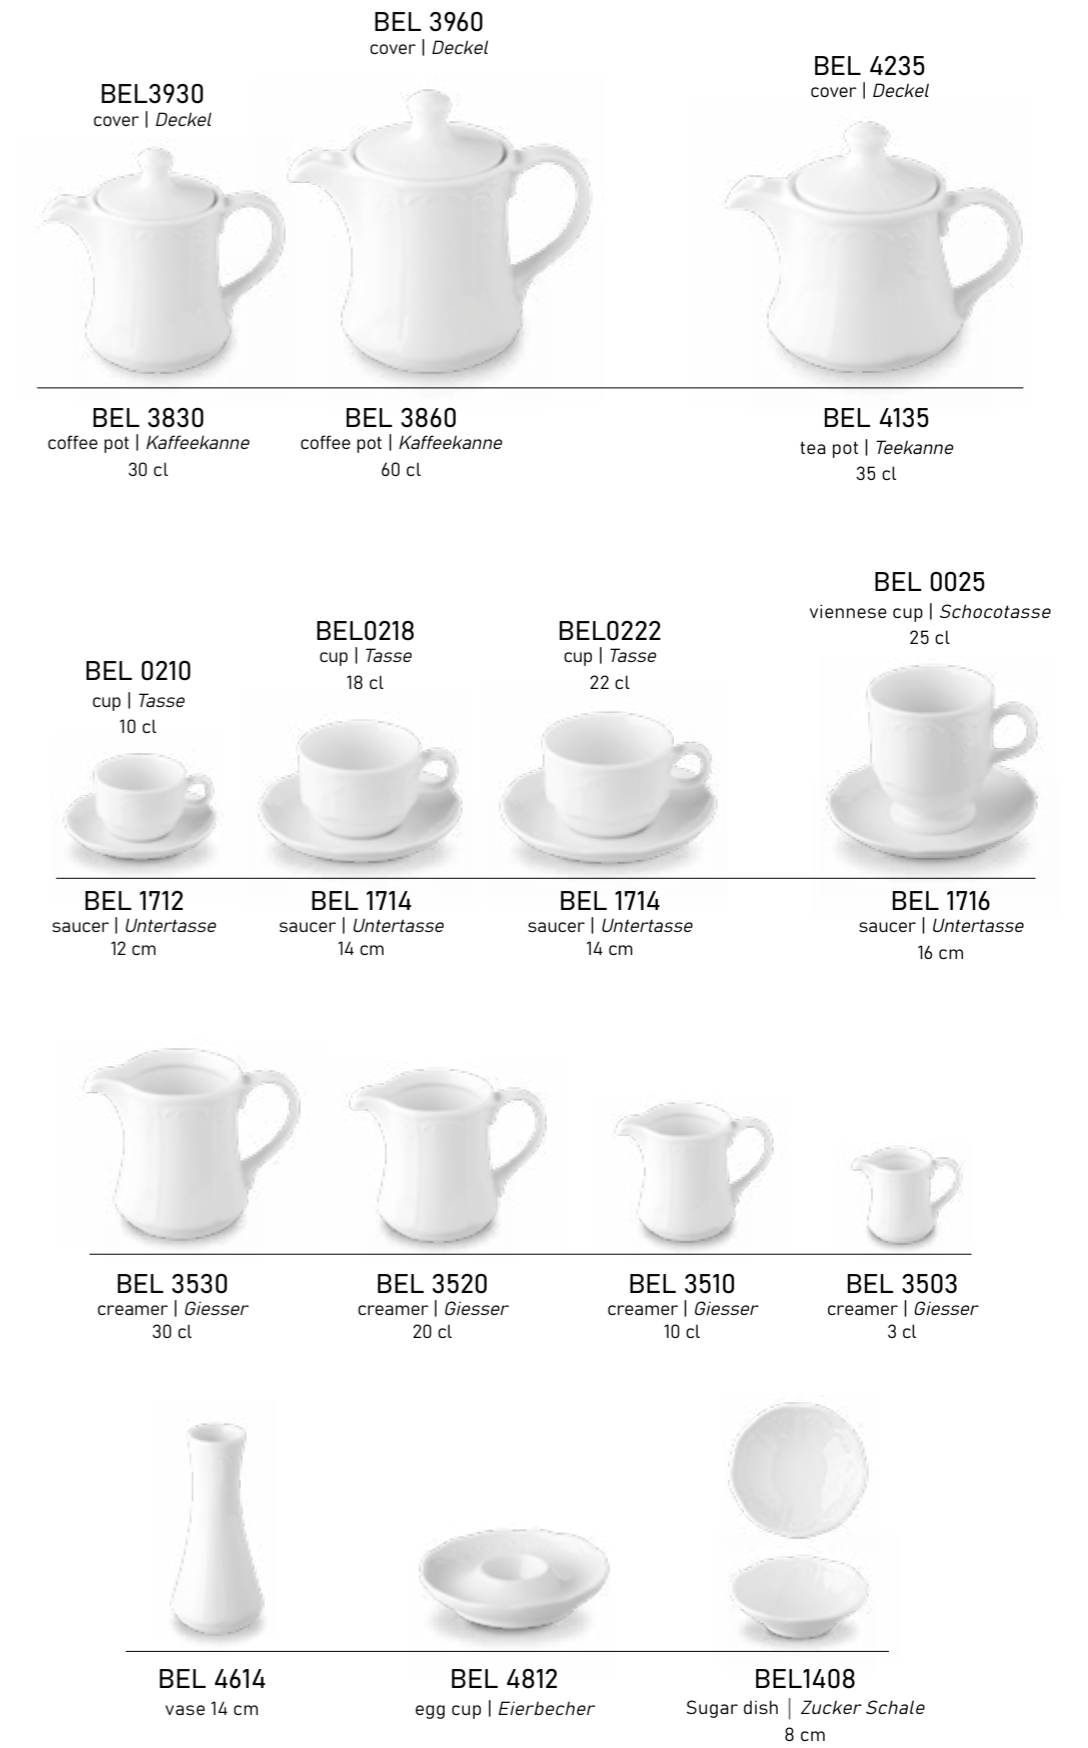 BEL 3960
cover | Deckel
BEL 4235
cover | Deckel
BEL3930
cover | Deckel
BEL 3830
coffee pot | Kaffeekanne
30 cl
BEL 3860
coffee pot | Kaffeekanne
60 cl
BEL 4135
tea pot | Teekanne
35 cl
BEL 0210
cup | Tasse
10 cl
BEL0218
cup | Tasse
18 cl
BEL0222
cup | Tasse
22 cl
BEL 0025
viennese cup | Schocotasse
25 cl
BEL 1712
saucer | Untertasse
12 cm
BEL 1714
saucer | Untertasse
14 cm
BEL 1714
saucer | Untertasse
14 cm
BEL 1716
saucer | Untertasse
16 cm
BEL 3530
creamer | Giesser
30 cl
BEL 3520
creamer | Giesser
20 cl
BEL 3510
creamer | Giesser
10 cl
BEL 3503
creamer | Giesser
3 cl
BEL 4614
vase 14 cm
BEL 4812
egg cup | Eierbecher
BEL1408
Sugar dish | Zucker Schale
8 cm